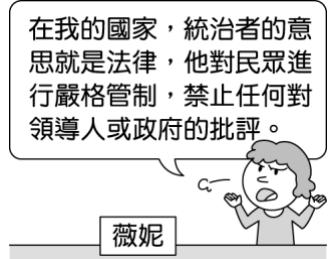 在我的國家，統治者的意
思就是法律，他對民眾進
行嚴格管制，禁止任何對
領導人或政府的批評。
薇妮